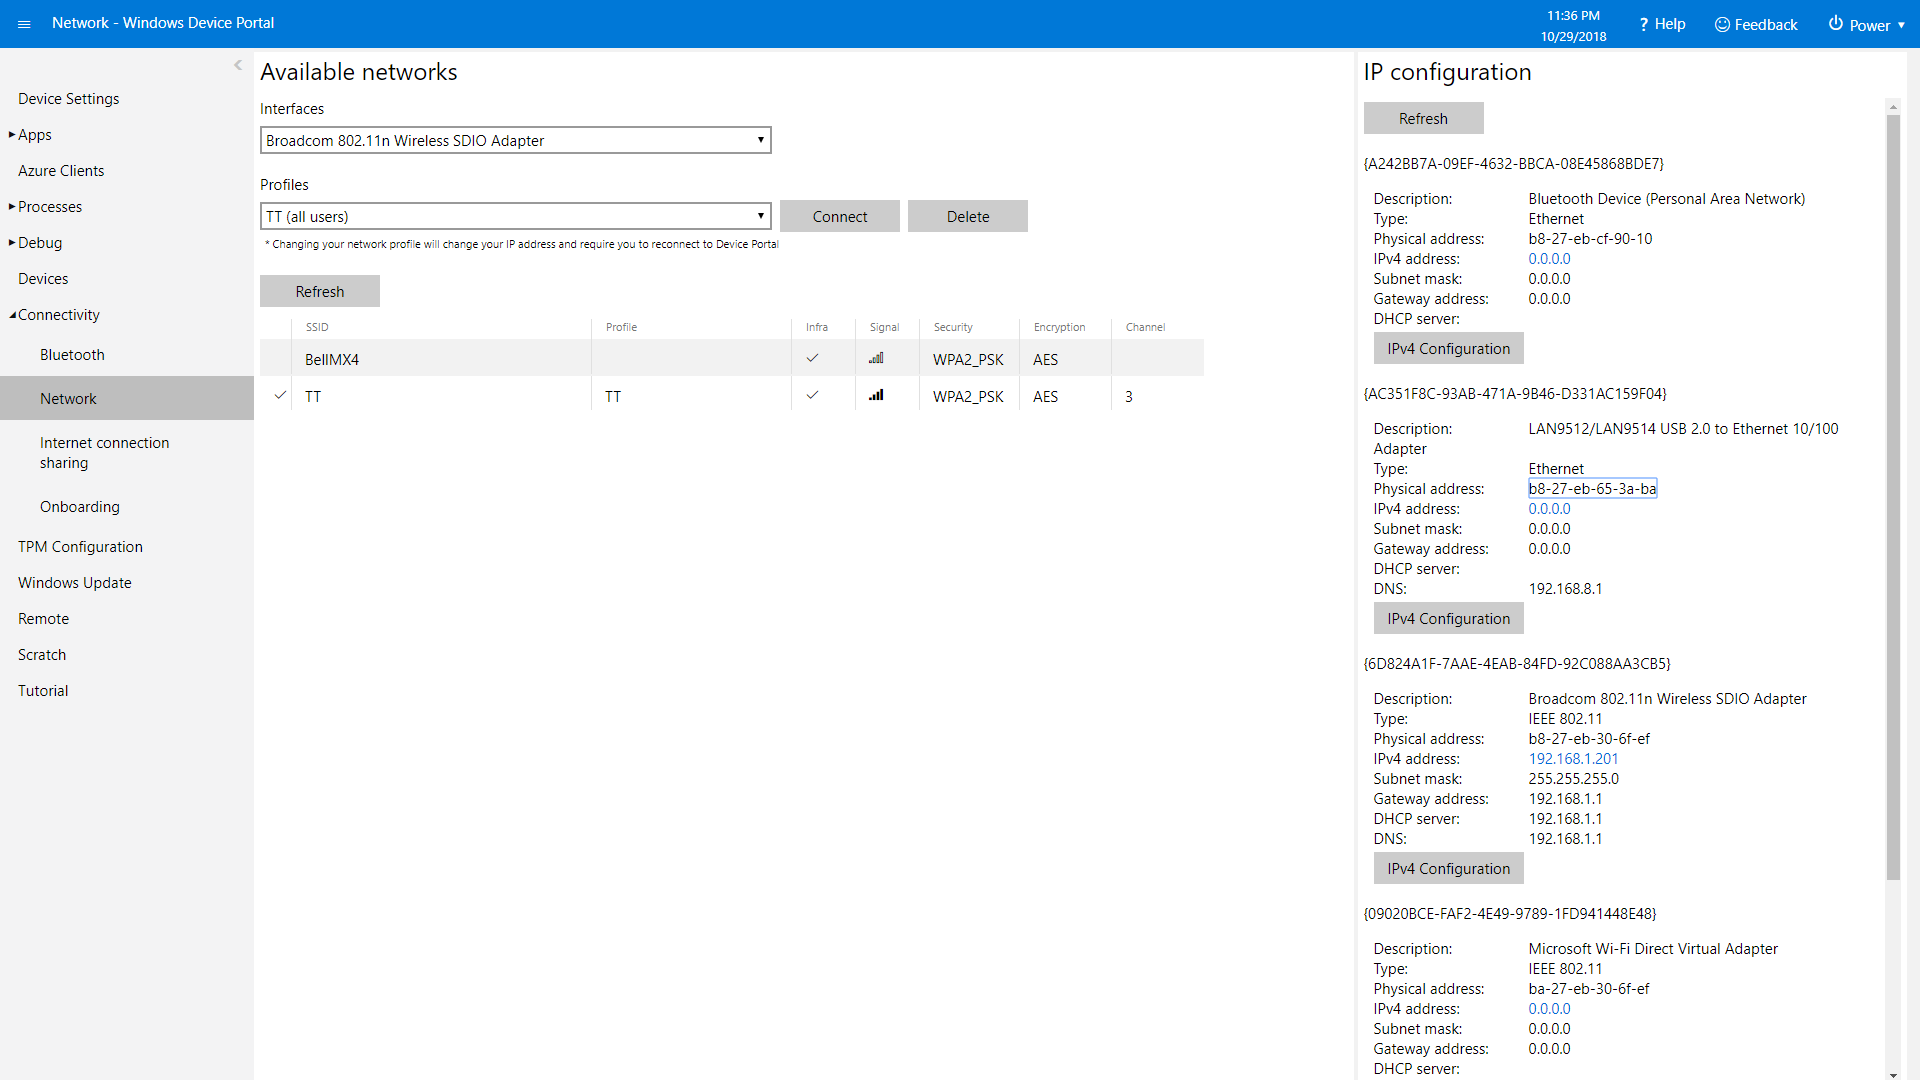 Network - Windows Device Portal
11:36 PM
10/29/2018
? Help
Feedback
Power
Device Settings
Apps
Azure Clients
Processes
Debug
Devices
Connectivity
Bluetooth
Network
Internet connection
sharing
Onboarding
TPM Configuration
Windows Update
Remote
Scratch
Tutorial
Available networks
Interfaces
Broadcom 802.11n Wireless SDIO Adapter
Profiles
TT (all users)
Connect
Delete
* Changing your network profile will change your IP address and require you to reconnect to Device Portal
Refresh
SSID Profile Infra Signal Security Encryption Channel
BellMX4 WPA2_PSK AES
TT TT WPA2_PSK AES 3
IP configuration
Refresh
{A242BB7A-09EF-4632-BBCA-08E45868BDE7}
Description: Bluetooth Device (Personal Area Network)
Type: Ethernet
Physical address: b8-27-eb-cf-90-10
IPv4 address: 0.0.0.0
Subnet mask: 0.0.0.0
Gateway address: 0.0.0.0
DHCP server:
IPv4 Configuration
{AC351F8C-93AB-471A-9B46-D331AC159F04}
Description: LAN9512/LAN9514 USB 2.0 to Ethernet 10/100
Adapter
Type: Ethernet
Physical address: b8-27-eb-65-3a-ba
IPv4 address: 0.0.0.0
Subnet mask: 0.0.0.0
Gateway address: 0.0.0.0
DHCP server:
DNS: 192.168.8.1
IPv4 Configuration
{6D824A1F-7AAE-4EAB-84FD-92C088AA3CB5}
Description: Broadcom 802.11n Wireless SDIO Adapter
Type: IEEE 802.11
Physical address: b8-27-eb-30-6f-ef
IPv4 address: 192.168.1.201
Subnet mask: 255.255.255.0
Gateway address: 192.168.1.1
DHCP server: 192.168.1.1
DNS: 192.168.1.1
IPv4 Configuration
{09020BCE-FAF2-4E49-9789-1FD941448E48}
Description: Microsoft Wi-Fi Direct Virtual Adapter
Type: IEEE 802.11
Physical address: ba-27-eb-30-6f-ef
IPv4 address: 0.0.0.0
Subnet mask: 0.0.0.0
Gateway address: 0.0.0.0
DHCP server: